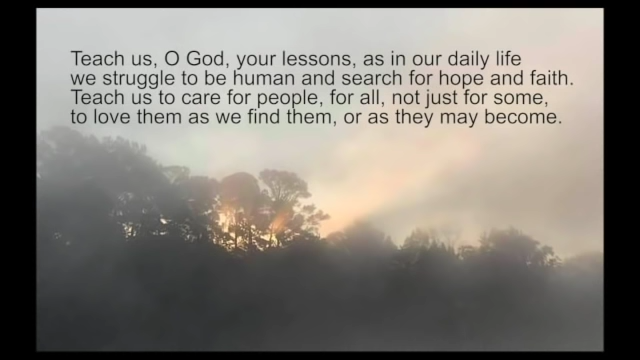 Teach us, O God, your lessons, as in our daily life
we struggle to be human and search for hope and faith.
Teach us to care for people, for all, not just for some,
to love them as we find them, or as they may become.